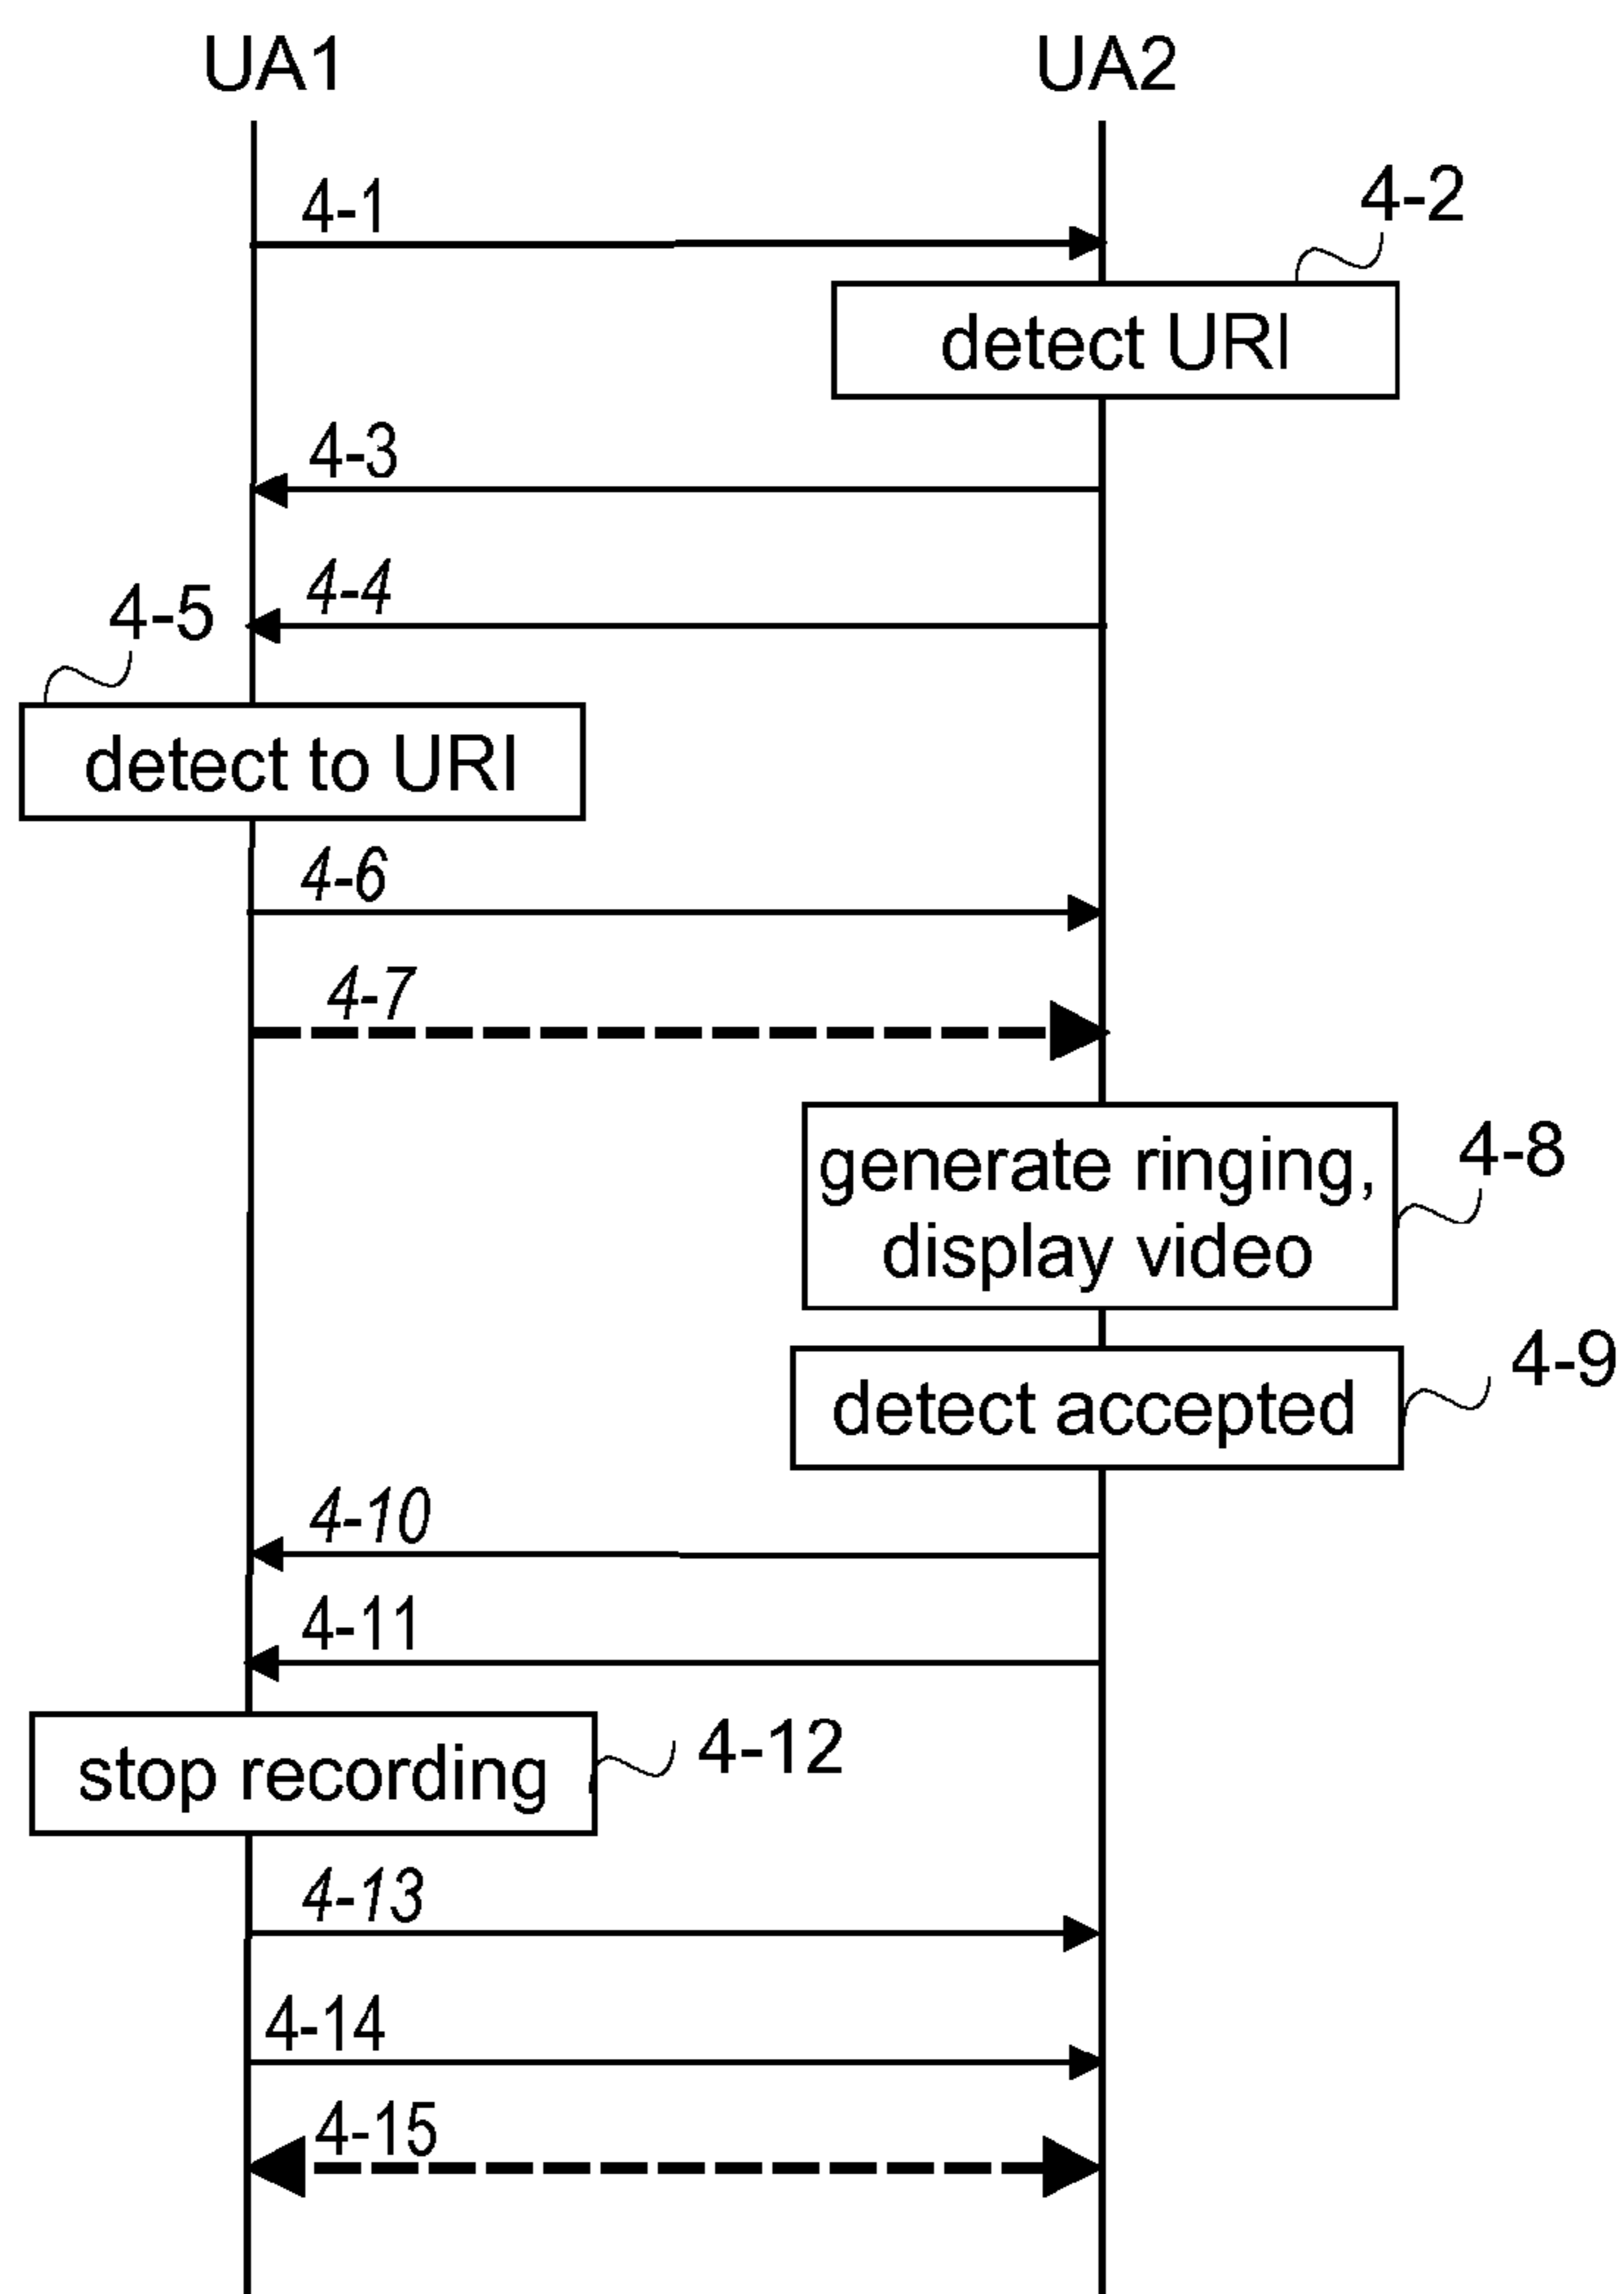 UA1
UA2
4-1
4-2
detect URI
4-3
4-4
4-5
detect to URI
4-6
4-7
generate ringing,
display video
4-8
4-9
detect accepted
4-10
4-11
stop recording
4-12
4-13
4-14
4-15